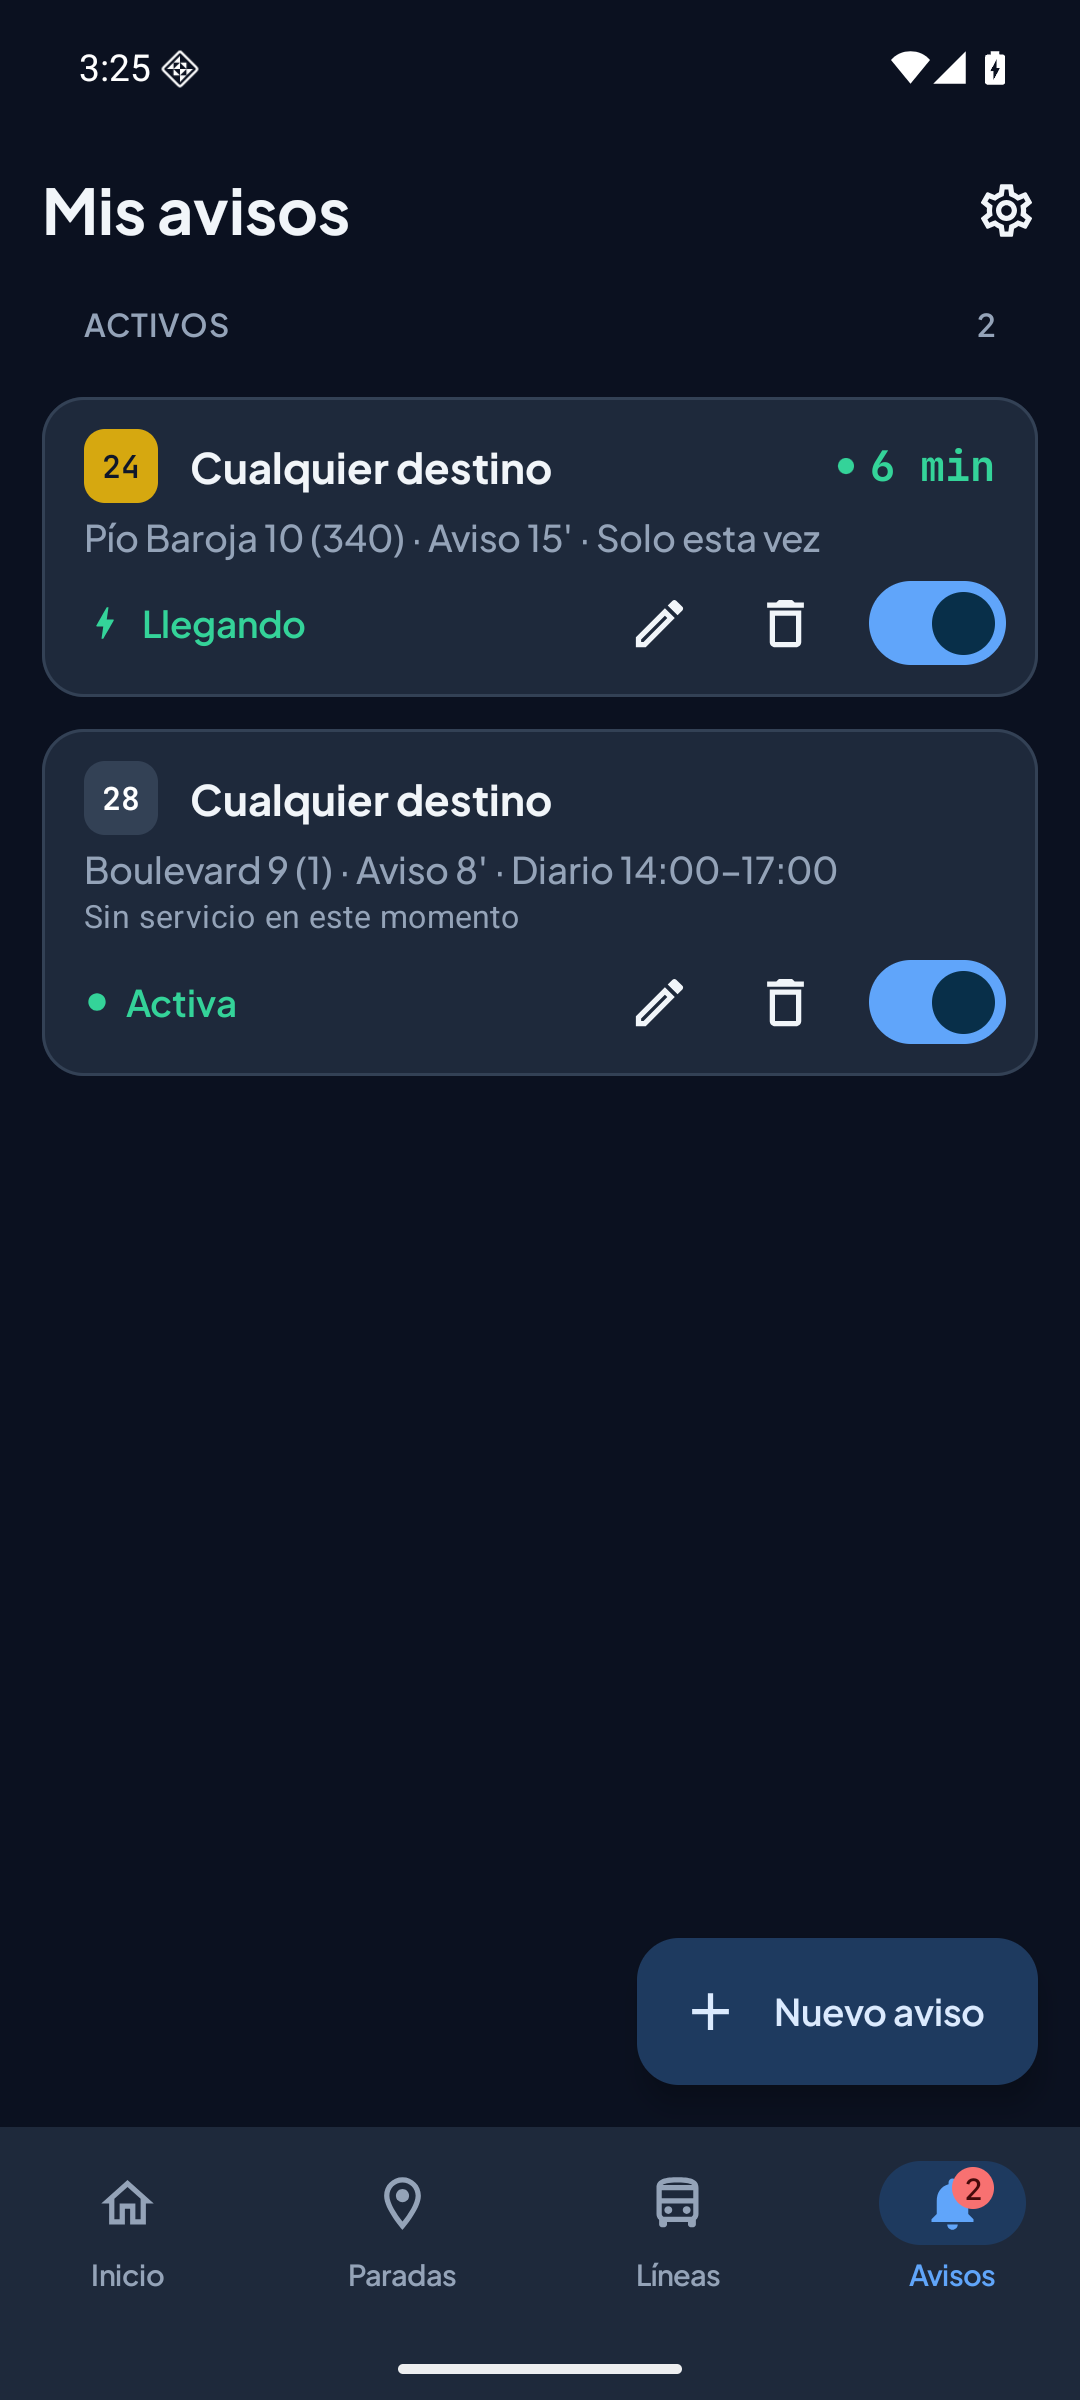 3:25
Mis avisos
ACTIVOS 2
24 Cualquier destino 6 min
Pío Baroja 10 (340) · Aviso 15' · Solo esta vez
Llegando
28 Cualquier destino
Boulevard 9 (1) · Aviso 8' · Diario 14:00–17:00
Sin servicio en este momento
Activa
Nuevo aviso
2
Inicio Paradas Líneas Avisos